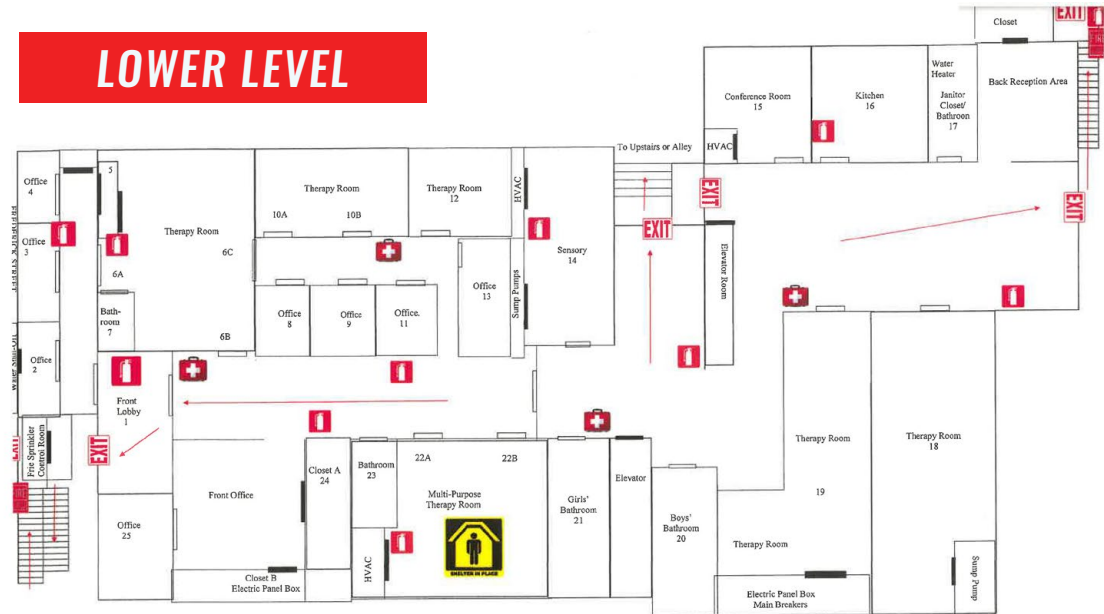 LOWER LEVEL
EXIT
Closet
Water
Heater
Janitor
Closet/
Bathroon
17
Back Reception Area
Conference Room
15
Kitchen
16
HVAC
To Upstairs or Alley
Office
4
5
Therapy Room
10A
10B
Therapy Room
12
HVAC
Sensory
14
EXIT
EXIT
EXIT
Office
3
Therapy Room
6C
6A
6B
Bath-
room
7
Office
8
Office
9
Office.
11
Office
13
Sump Pumps
Elevator Room
Office
2
Front
Lobby
1
EXIT
Frie Sprinkler
Control Room
Front Office
Closet A
24
Bathroom
23
22A
22B
Multi-Purpose
Therapy Room
SHELTER IN PLACE
HVAC
Girls'
Bathroom
21
Elevator
Boys'
Bathroom
20
Therapy Room
19
Therapy Room
Therapy Room
18
Sump Pump
Office
25
Closet B
Electric Panel Box
Electric Panel Box
Main Breakers